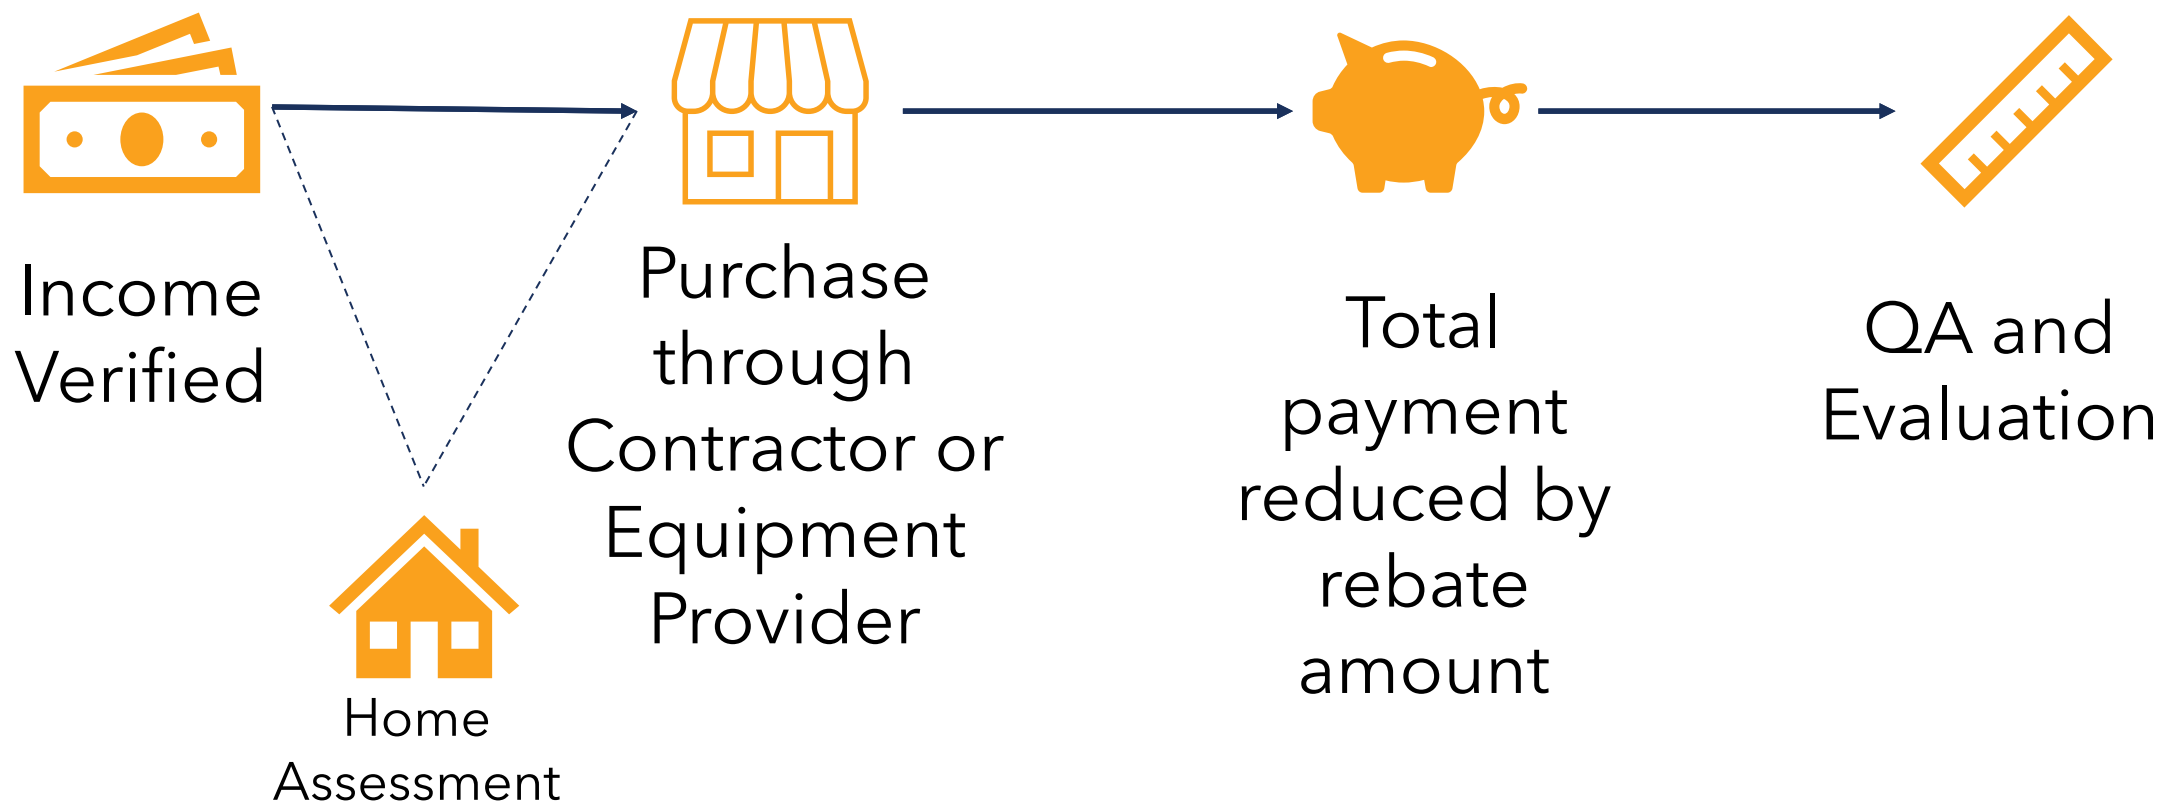 Income
Verified
Home
Assessment
Purchase
through
Contractor or
Equipment
Provider
Total
payment
reduced by
rebate
amount
QA and
Evaluation